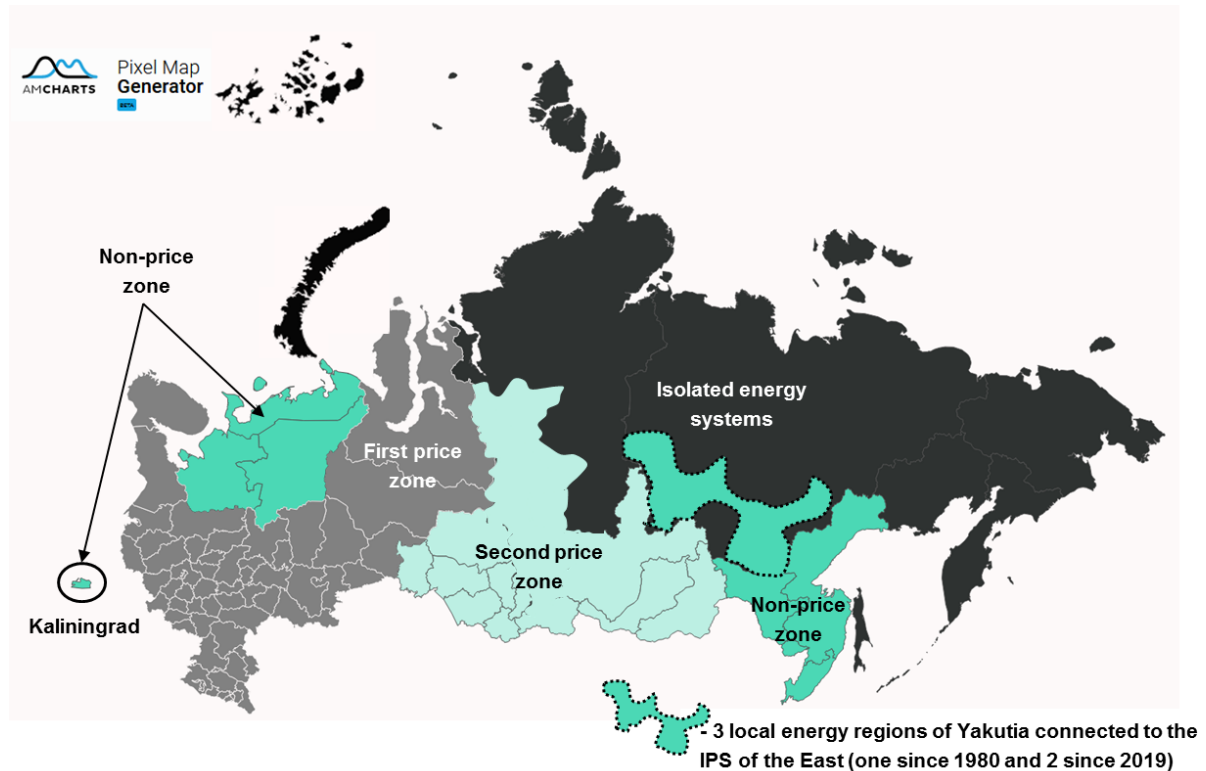 AMCHARTS
Pixel Map
Generator
BETA
Non-price
zone
Isolated energy
systems
First price
zone
Second price
zone
Non-price
zone
Kaliningrad
- 3 local energy regions of Yakutia connected to the
IPS of the East (one since 1980 and 2 since 2019)